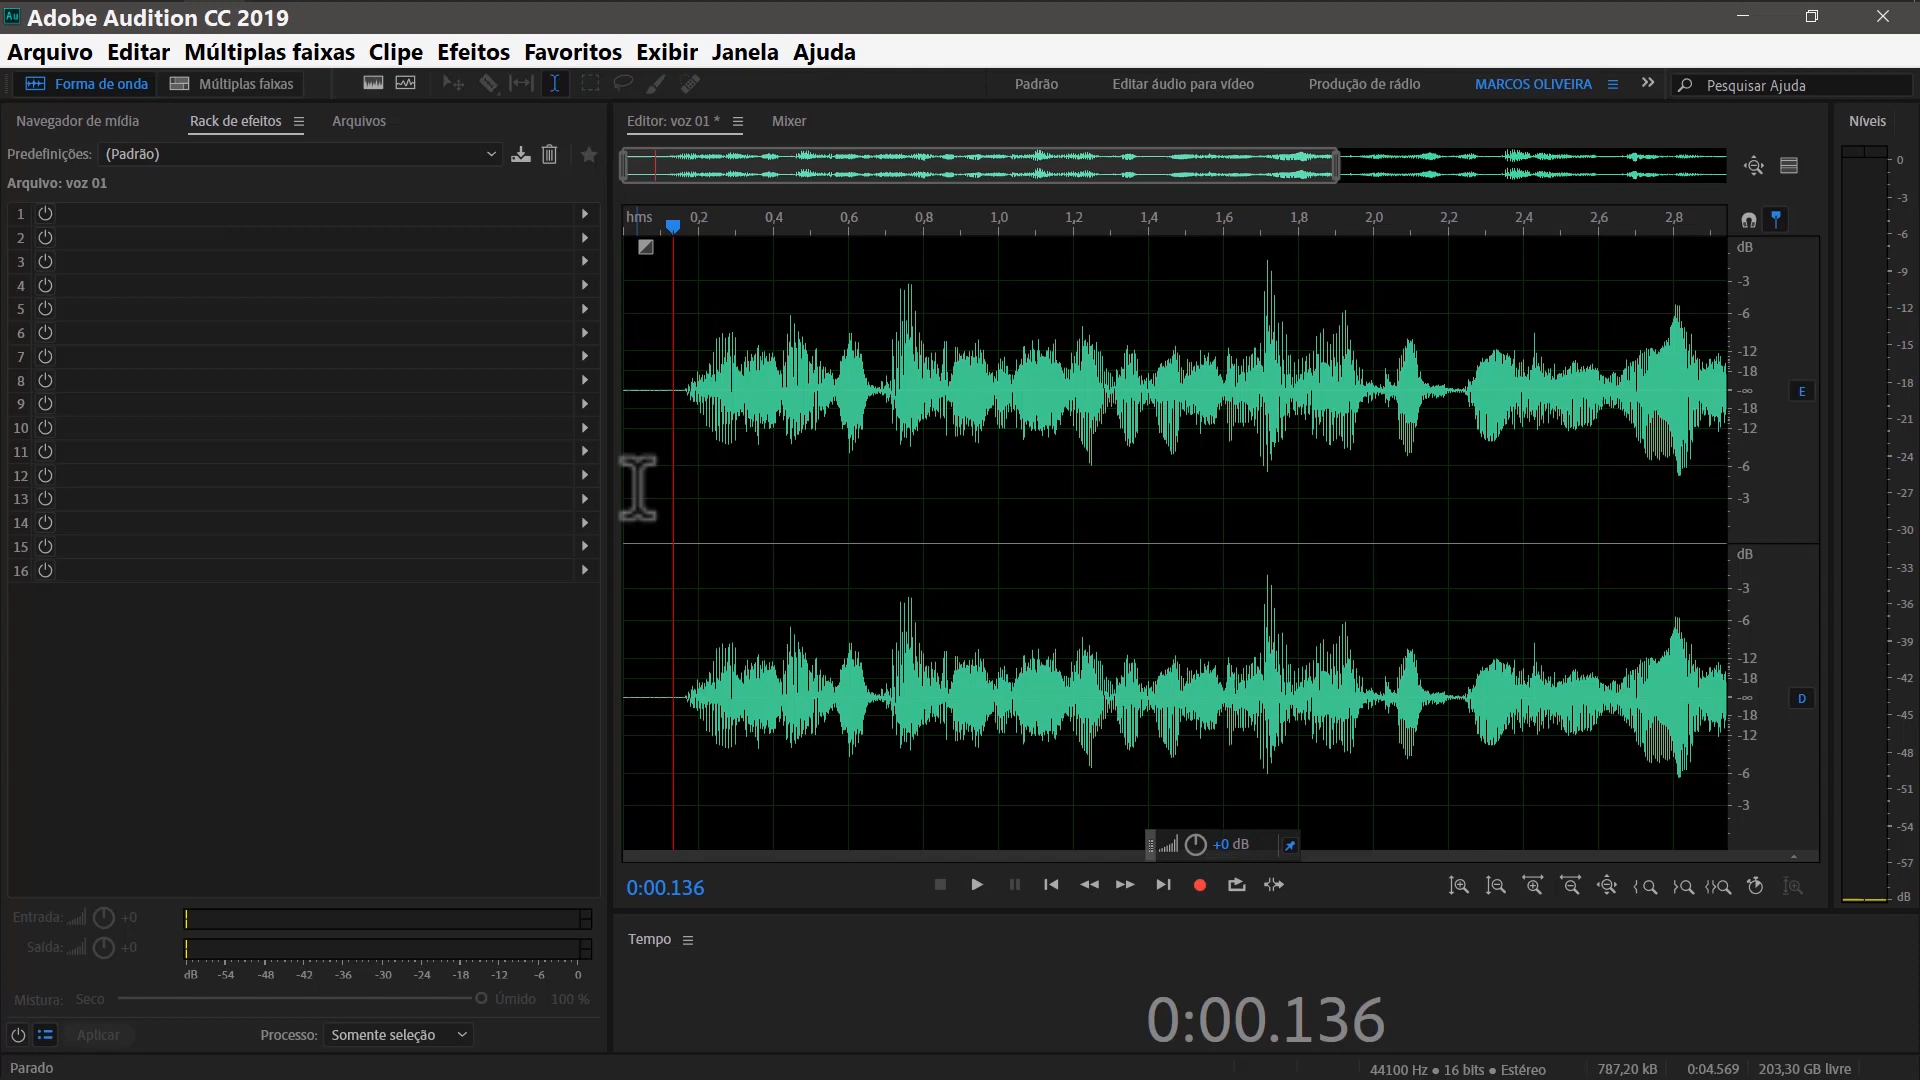 Au Adobe Audition CC 2019
Arquivo Editar Múltiplas faixas Clipe Efeitos Favoritos Exibir Janela Ajuda
Forma de onda Múltiplas faixas Padrão Editar áudio para vídeo Produção de rádio MARCOS OLIVEIRA Pesquisar Ajuda
Navegador de mídia Rack de efeitos Arquivos
Predefinições: (Padrão)
Arquivo: voz 01
1
2
3
4
5
6
7
8
9
10
11
12
13
14
15
16
Entrada: +0
Saída: +0
dB -54 -48 -42 -36 -30 -24 -18 -12 -6 0
Mistura: Seco Úmido 100 %
Aplicar Processo: Somente seleção
Parado
Editor: voz 01 * Mixer
hms 0,2 0,4 0,6 0,8 1,0 1,2 1,4 1,6 1,8 2,0 2,2 2,4 2,6 2,8
dB
-3
-6
-12
-18
-∞
-18
-12
-6
-3
E
dB
-3
-6
-12
-18
-∞
-18
-12
-6
-3
D
+0 dB
0:00.136
Tempo
0:00.136
Níveis
0
-3
-6
-9
-12
-15
-18
-21
-24
-27
-30
-33
-36
-39
-42
-45
-48
-51
-54
-57
dB
44100 Hz ● 16 bits ● Estéreo 787,20 kB 0:04.569 203,30 GB livre